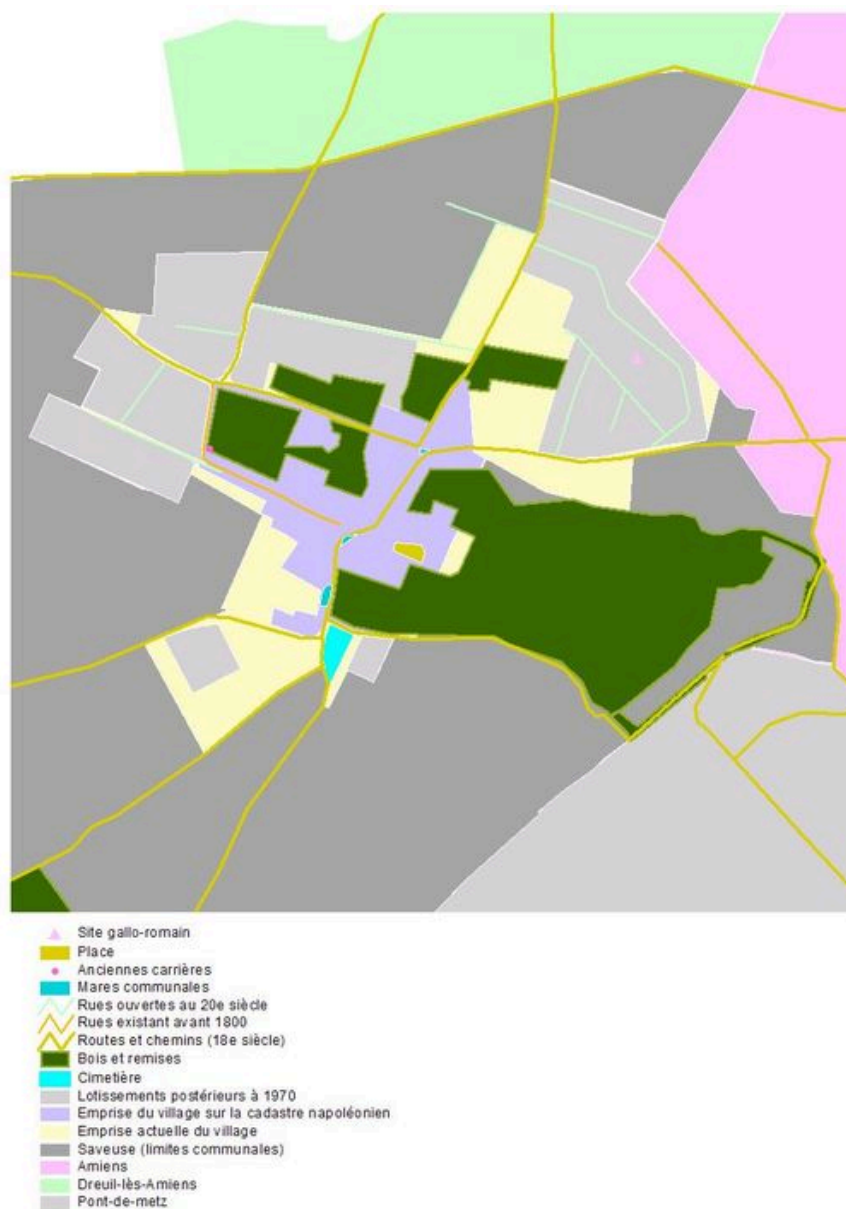 Site gallo-romain
Place
Anciennes carrières
Mares communales
Rues ouvertes au 20e siècle
Rues existant avant 1800
Routes et chemins (18e siècle)
Bois et remises
Cimetière
Lotissements postérieurs à 1970
Emprise du village sur la cadastre napoléonien
Emprise actuelle du village
Saveuse (limites communales)
Amiens
Dreuil-lès-Amiens
Pont-de-metz